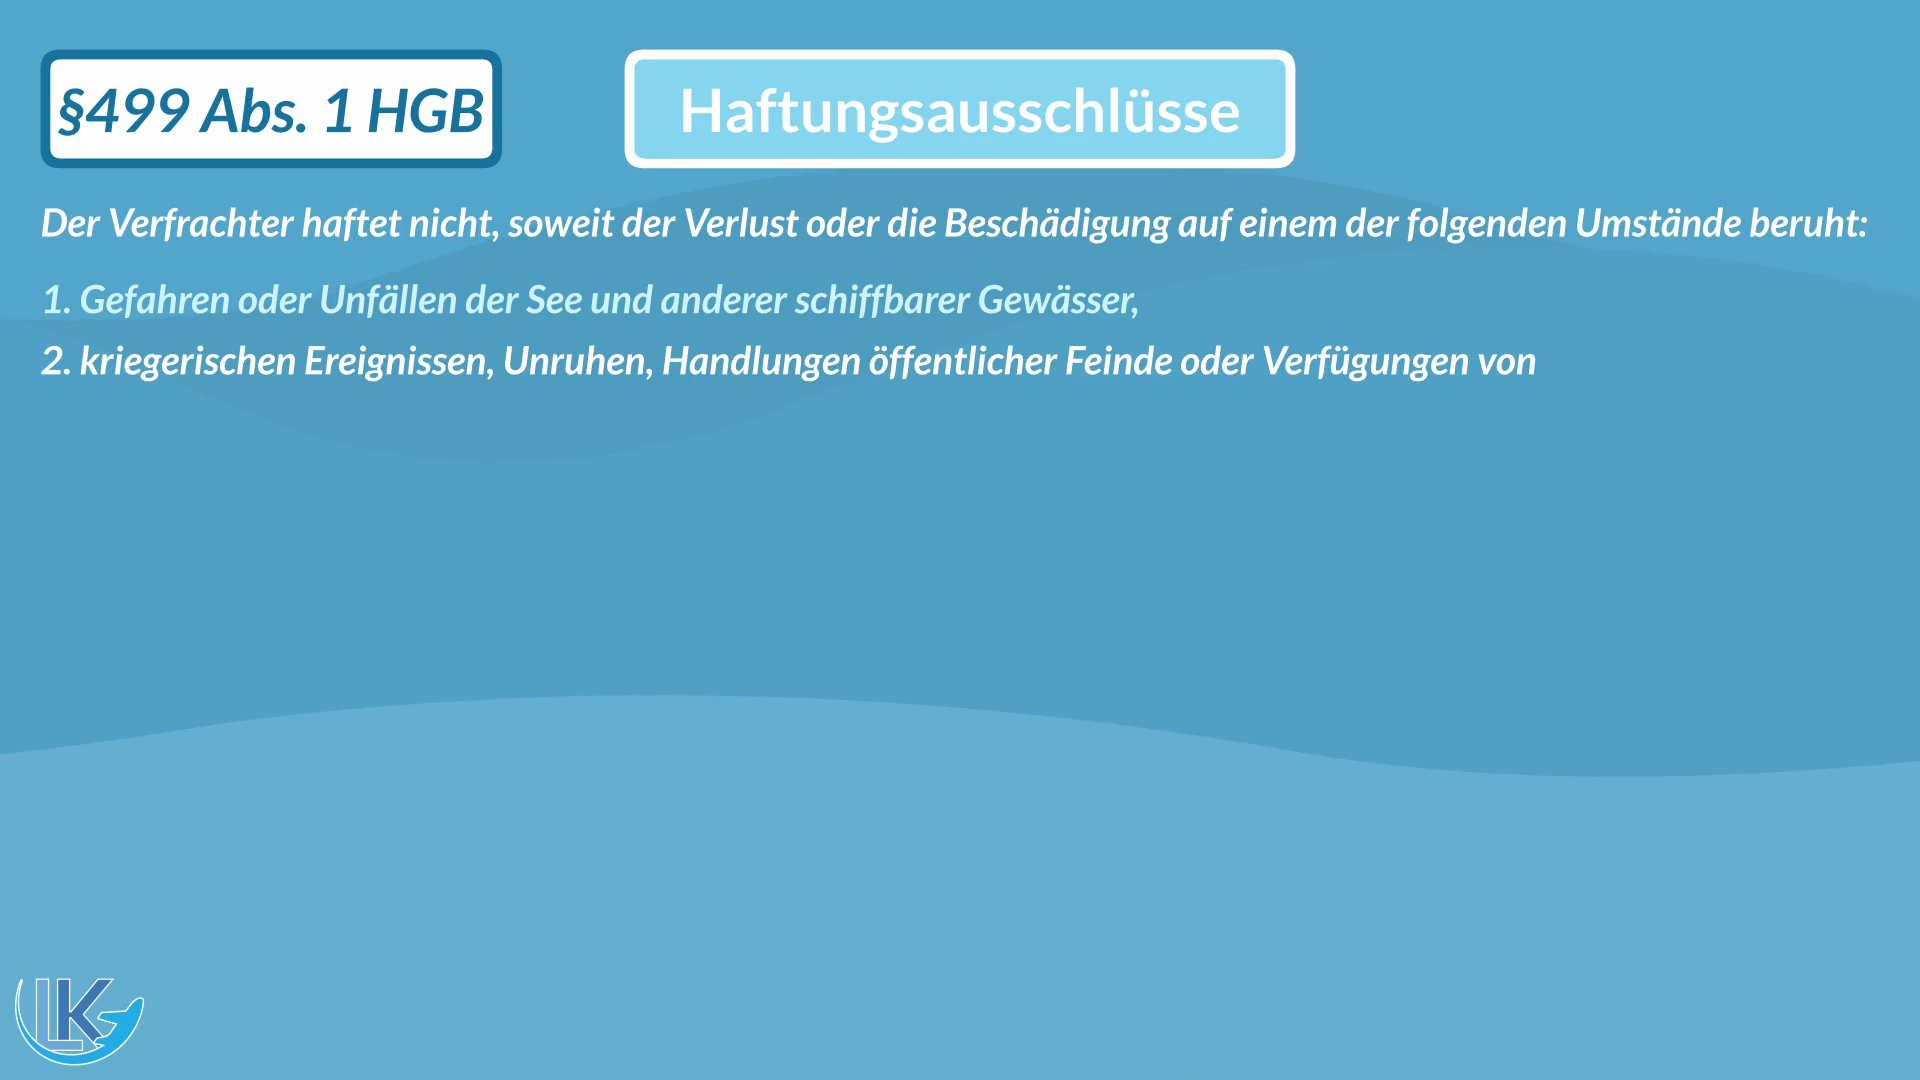 §499 Abs. 1 HGB
Haftungsausschlüsse
Der Verfrachter haftet nicht, soweit der Verlust oder die Beschädigung auf einem der folgenden Umstände beruht:
1. Gefahren oder Unfällen der See und anderer schiffbarer Gewässer,
2. kriegerischen Ereignissen, Unruhen, Handlungen öffentlicher Feinde oder Verfügungen von
LK